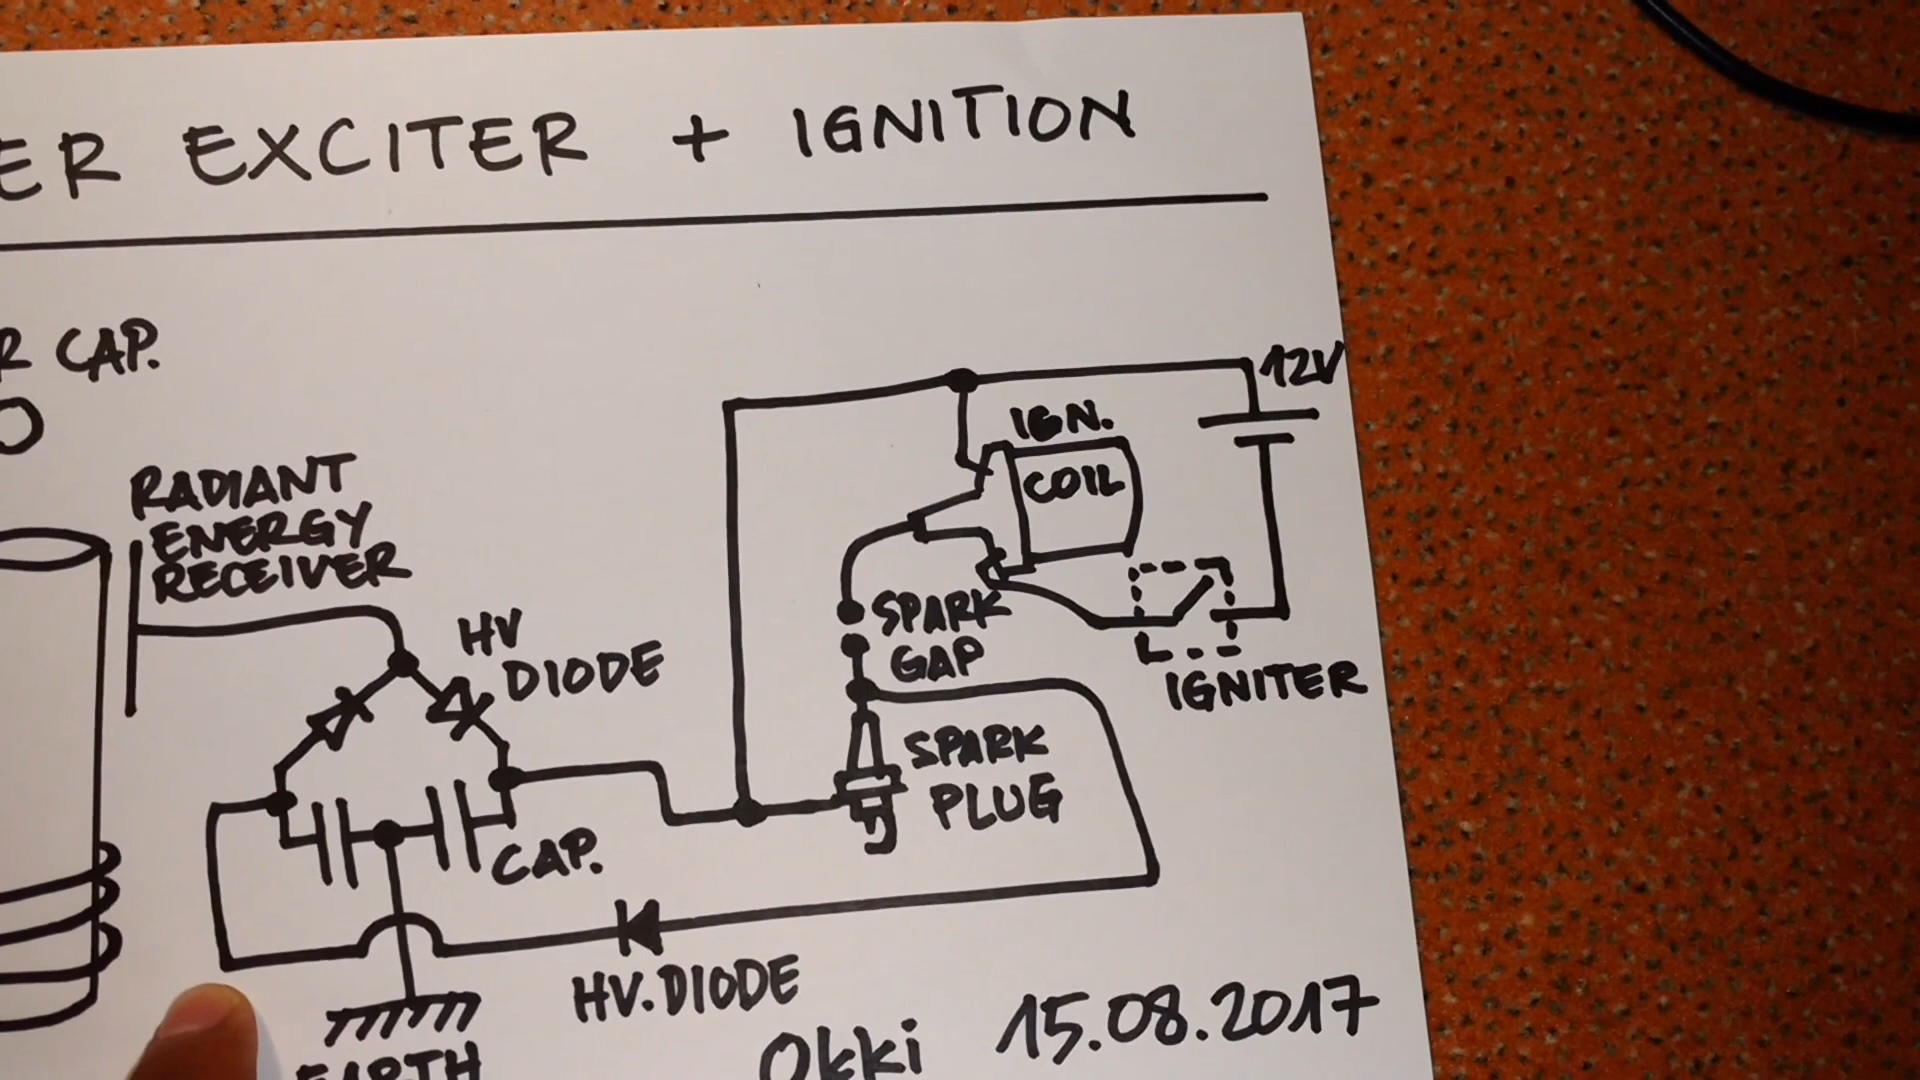 ER EXCITER + IGNITION
R CAP.
RADIANT
ENERGY
RECEIVER
HV
DIODE
CAP.
12V
IGN.
COIL
SPARK
GAP
IGNITER
SPARK
PLUG
HV.DIODE
EARTH
Okki 15.08.2017